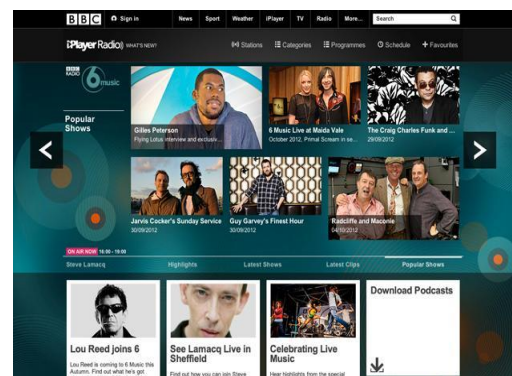 BBC Sign in News Sport Weather iPlayer TV Radio More... Search
iPlayer Radio WHAT'S NEW? Stations Categories Programmes Schedule Favourites
BBC
RADIO 6 music
Popular
Shows
Gilles Peterson
Flying Lotus interview and exclusiv...
6 Music Live at Maida Vale
October 2012, Primal Scream in se...
The Craig Charles Funk and ...
29/09/2012
Jarvis Cocker's Sunday Service
30/09/2012
Guy Garvey's Finest Hour
30/09/2012
Radcliffe and Maconie
04/10/2012
ON AIR NOW 16:00 - 19:00
Steve Lamacq Highlights Latest Shows Latest Clips Popular Shows
Lou Reed joins 6
Lou Reed is coming to 6 Music this
Autumn. Find out what he's got
See Lamacq Live in
Sheffield
Find out how you can join Steve
Celebrating Live
Music
Hear highlights from the special
Download Podcasts